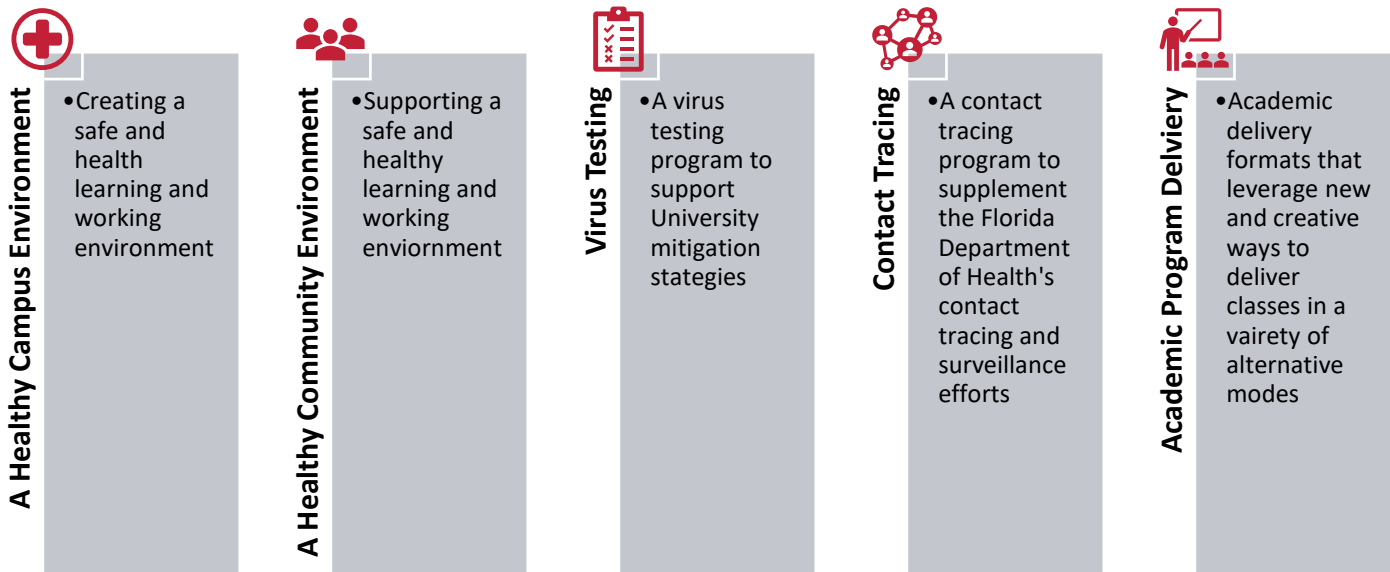 A Healthy Campus Environment
•Creating a
safe and
health
learning and
working
environment
A Healthy Community Environment
•Supporting a
safe and
healthy
learning and
working
enviornment
Virus Testing
•A virus
testing
program to
support
University
mitigation
stategies
Contact Tracing
•A contact
tracing
program to
supplement
the Florida
Department
of Health's
contact
tracing and
surveillance
efforts
Academic Program Delviery
•Academic
delivery
formats that
leverage new
and creative
ways to
deliver
classes in a
vairety of
alternative
modes